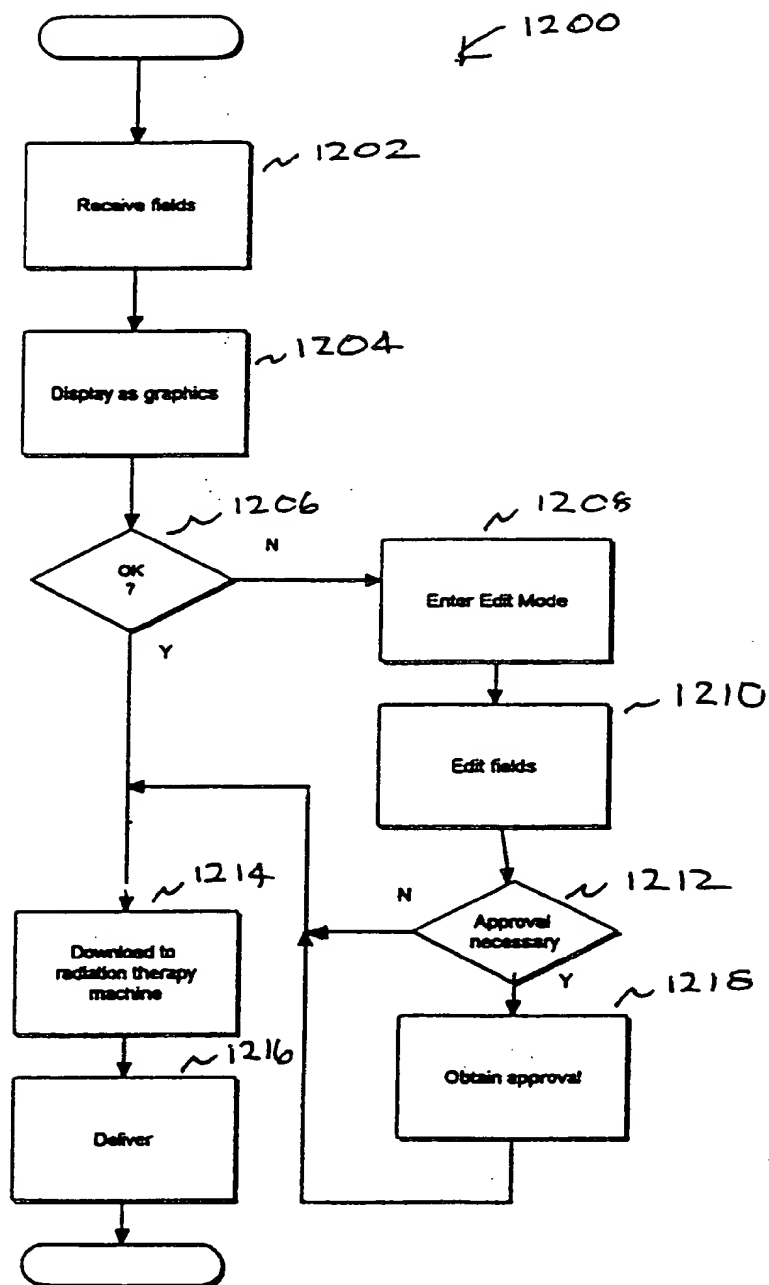 1200
1202
Receive fields
1204
Display as graphics
1206
OK
?
N
Y
1208
Enter Edit Mode
1210
Edit fields
1212
Approval
necessary
N
Y
1218
Obtain approval
1214
Download to
radiation therapy
machine
1216
Deliver